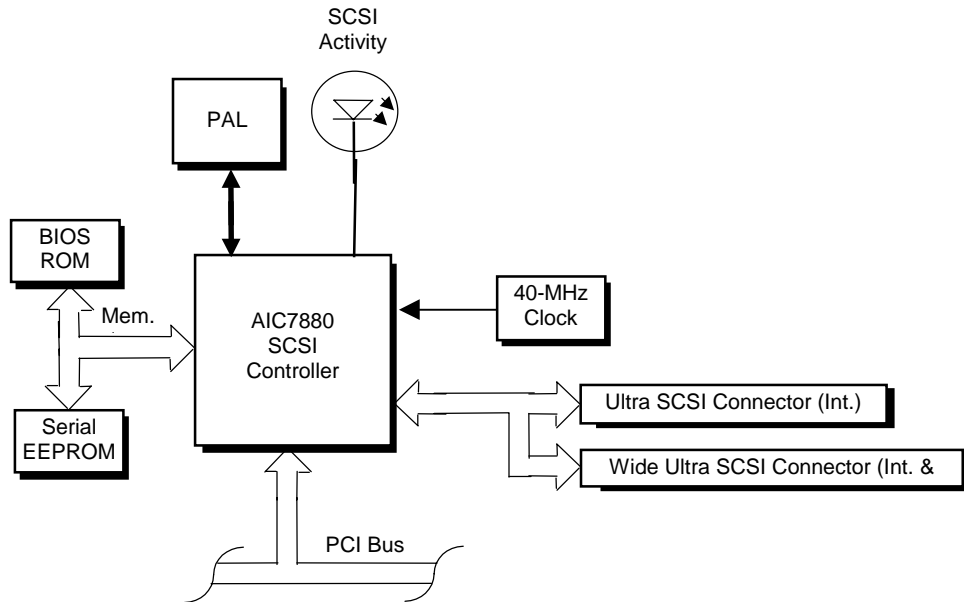 SCSI
Activity
PAL
BIOS
ROM
Mem.
AIC7880
SCSI
Controller
40-MHz
Clock
Serial
EEPROM
Ultra SCSI Connector (Int.)
Wide Ultra SCSI Connector (Int. &
PCI Bus